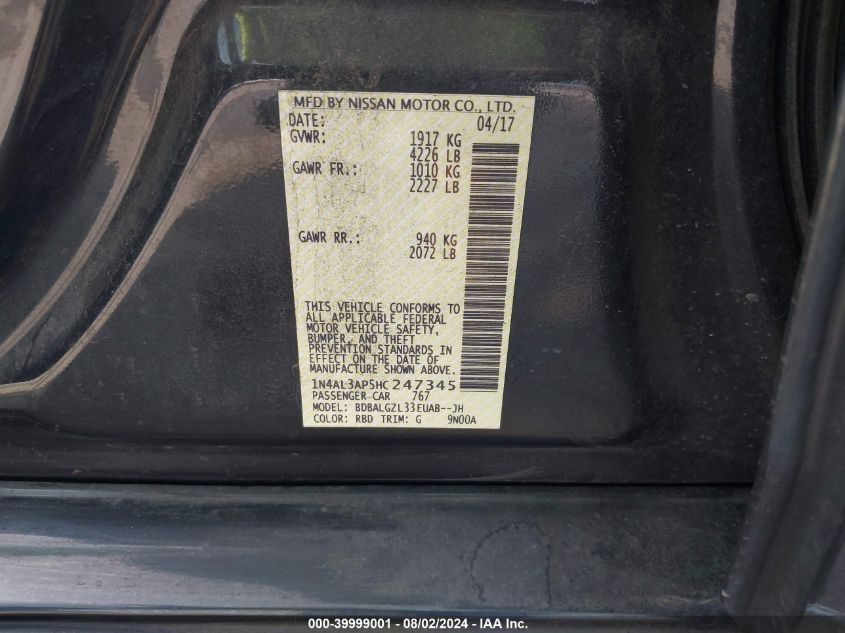 MFD BY NISSAN MOTOR CO., LTD.
DATE: 04/17
GVWR: 1917 KG
4226 LB
GAWR FR.: 1010 KG
2227 LB
GAWR RR.: 940 KG
2072 LB
THIS VEHICLE CONFORMS TO
ALL APPLICABLE FEDERAL
MOTOR VEHICLE SAFETY,
BUMPER, AND THEFT
PREVENTION STANDARDS IN
EFFECT ON THE DATE OF
MANUFACTURE SHOWN ABOVE.
1N4AL3AP5HC247345
PASSENGER CAR 767
MODEL: BDBALGZL33EUAB--JH
COLOR: RBD TRIM: G 9N00A
000-39999001 - 08/02/2024 - IAA Inc.